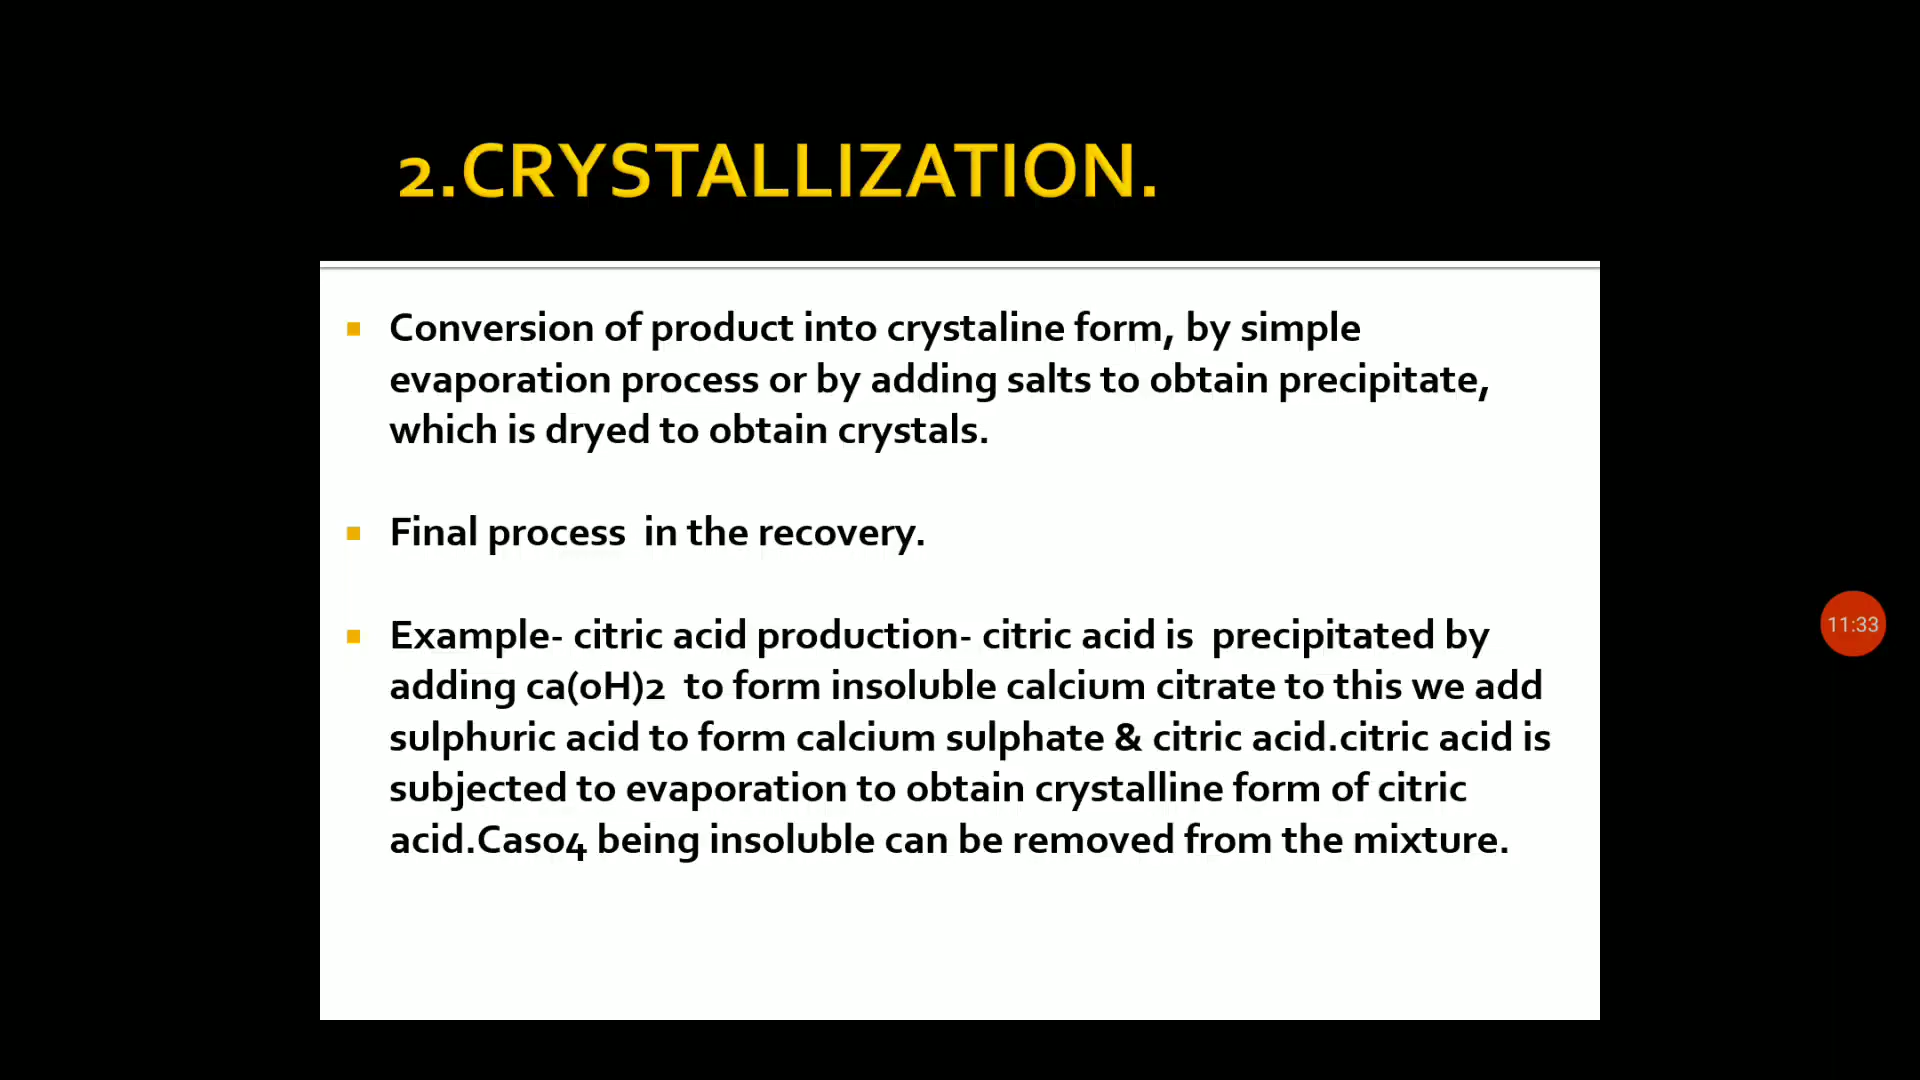 2.CRYSTALLIZATION.
Conversion of product into crystaline form, by simple
evaporation process or by adding salts to obtain precipitate,
which is dryed to obtain crystals.
Final process in the recovery.
Example- citric acid production- citric acid is precipitated by
adding ca(oH)2 to form insoluble calcium citrate to this we add
sulphuric acid to form calcium sulphate & citric acid.citric acid is
subjected to evaporation to obtain crystalline form of citric
acid.Caso4 being insoluble can be removed from the mixture.
11:33